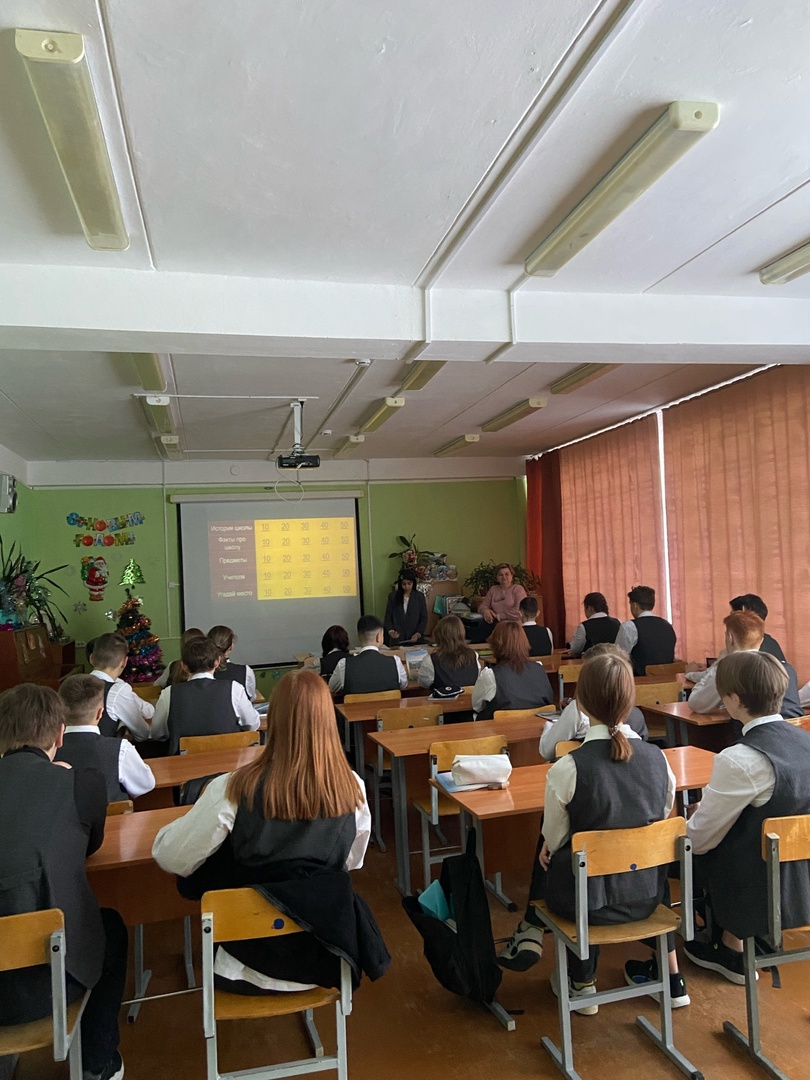 С НОВЫМ
ГОДОМ!
История школы 10 20 30 40 50
Факты про
школу 10 20 30 40 50
Предметы 10 20 30 40 50
Учителя 10 20 30 40 50
Угадай место 10 20 30 40 50